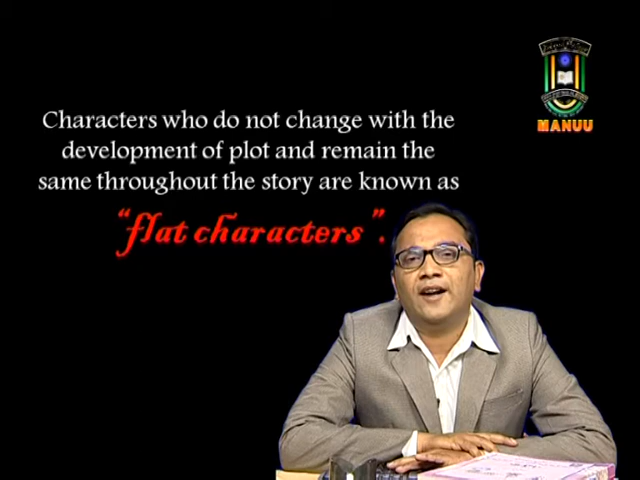 Characters who do not change with the
development of plot and remain the
same throughout the story are known as
“flat characters”.
MANUU